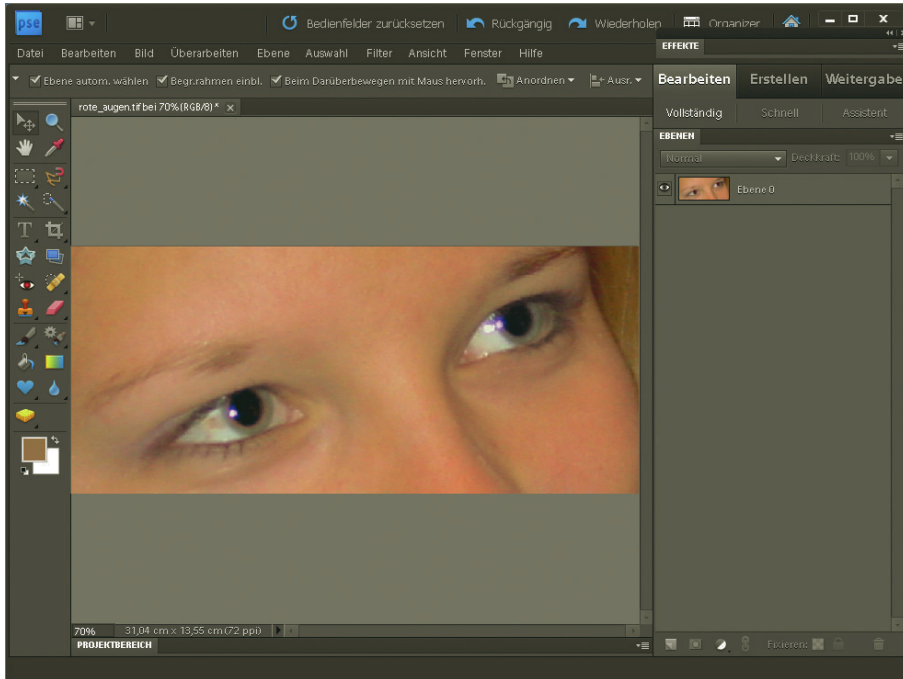 pse
Bedienfelder zurücksetzen Rückgängig Wiederholen Organizer
Datei Bearbeiten Bild Überarbeiten Ebene Auswahl Filter Ansicht Fenster Hilfe
EFFEKTE
Ebene autom. wählen Begr.rahmen einbl. Beim Darüberbewegen mit Maus hervorh. Anordnen Ausr.
Bearbeiten Erstellen Weitergabe
rote_augen.tif bei 70% (RGB/8) *
Vollständig Schnell Assistent
EBENEN
Normal Deckkraft: 100%
Ebene 0
70% 31,04 cm x 13,55 cm (72 ppi)
PROJEKTBEREICH
Fixieren: